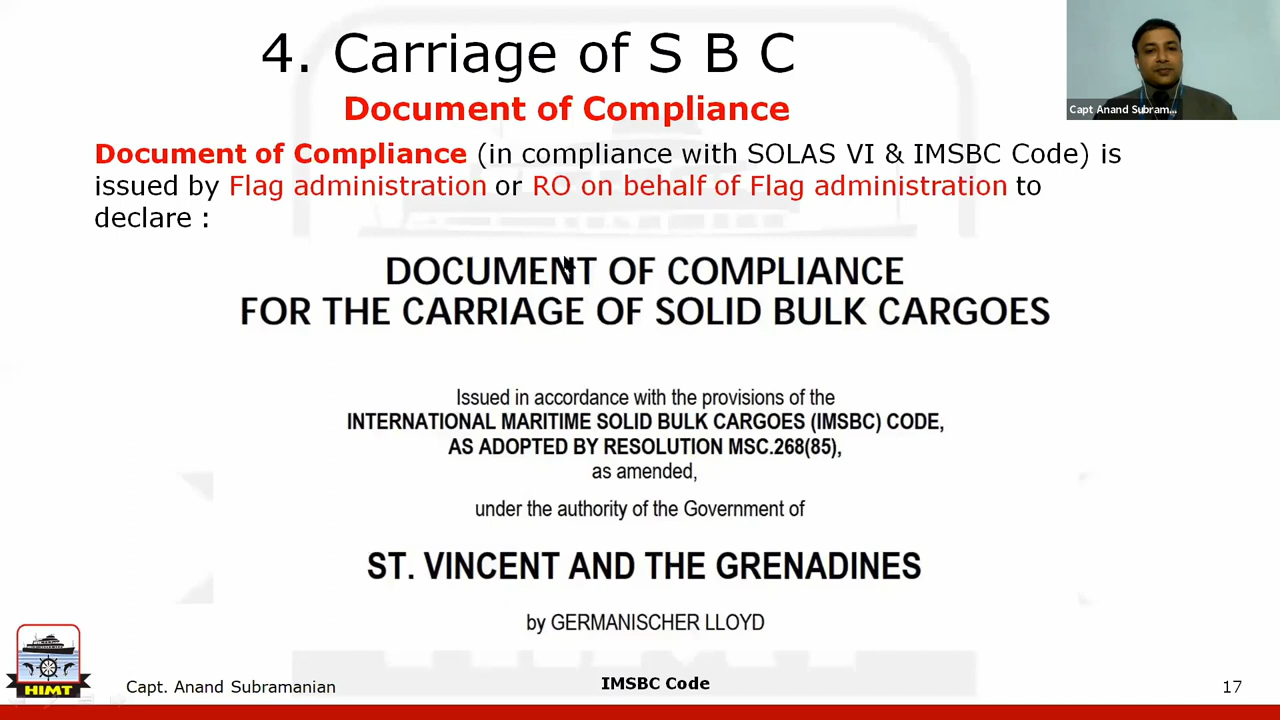 4. Carriage of S B C
Document of Compliance
Capt Anand Subram...
Document of Compliance (in compliance with SOLAS VI & IMSBC Code) is
issued by Flag administration or RO on behalf of Flag administration to
declare :
DOCUMENT OF COMPLIANCE
FOR THE CARRIAGE OF SOLID BULK CARGOES
Issued in accordance with the provisions of the
INTERNATIONAL MARITIME SOLID BULK CARGOES (IMSBC) CODE,
AS ADOPTED BY RESOLUTION MSC.268(85),
as amended,
under the authority of the Government of
ST. VINCENT AND THE GRENADINES
by GERMANISCHER LLOYD
HIMT
Capt. Anand Subramanian
IMSBC Code
17